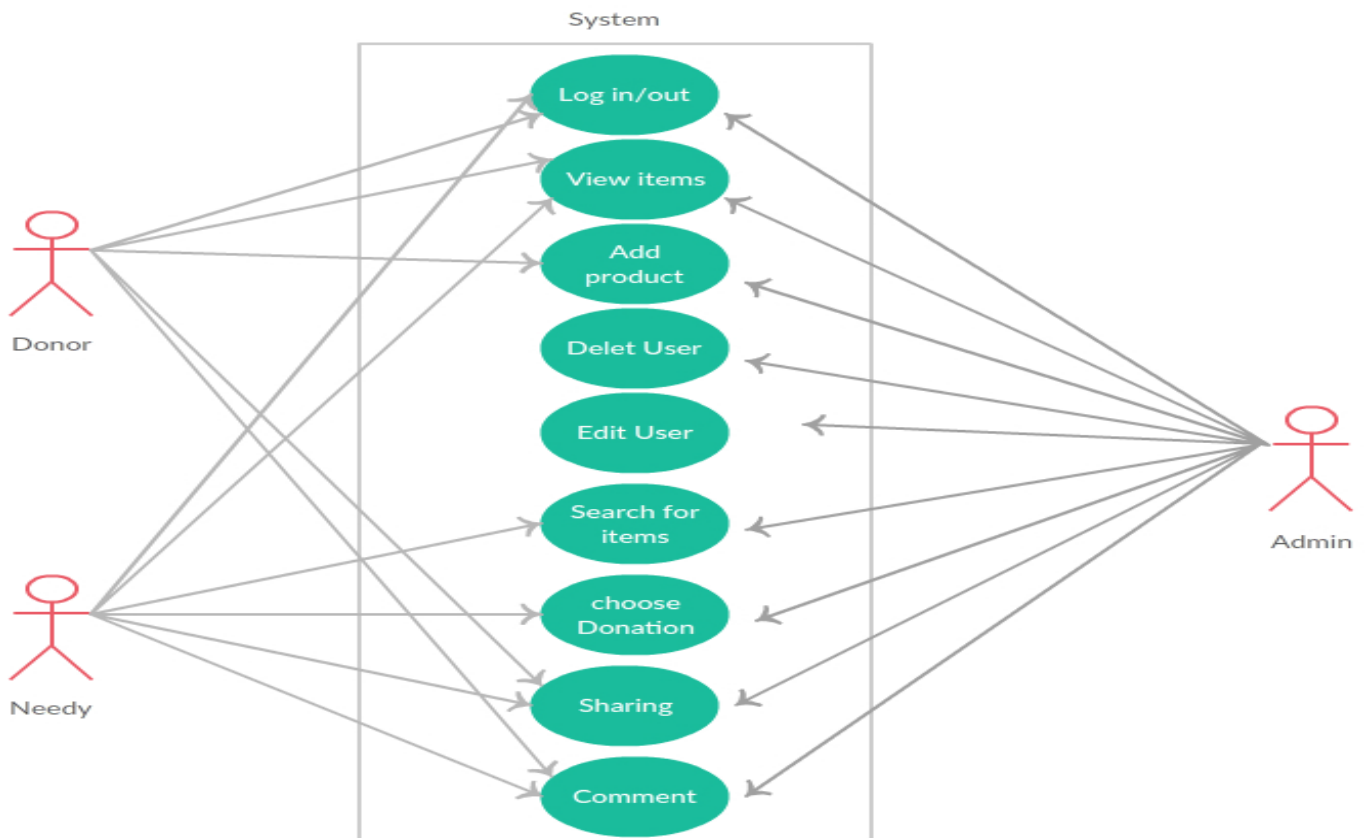 System
Log in/out
View items
Add
product
Donor
Delet User
Edit User
Search for
items
Admin
choose
Donation
Needy
Sharing
Comment